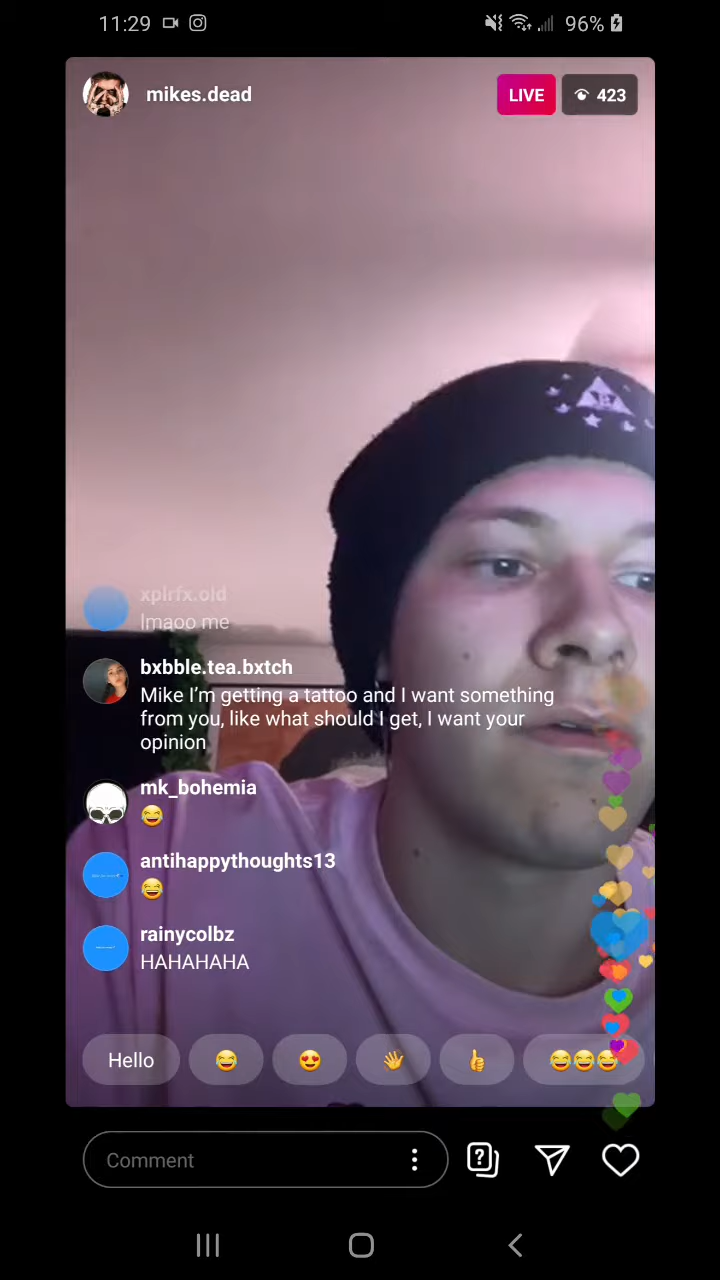 11:29
96%
mikes.dead
LIVE
423
xplrfx.old
lmaoo me
bxbble.tea.bxtch
Mike I'm getting a tattoo and I want something
from you, like what should I get, I want your
opinion
mk_bohemia
😂
antihappythoughts13
😂
rainycolbz
HAHAHAHA
Hello 😂 😍 👋 👍 😂😂😂
Comment